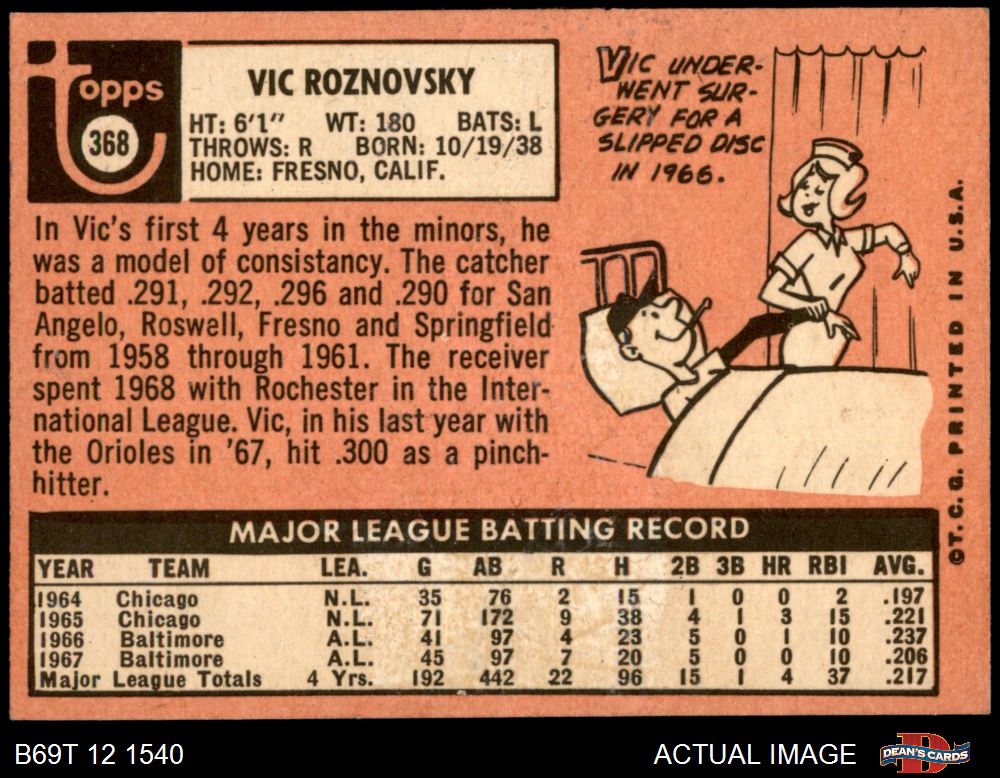 topps
368
VIC ROZNOVSKY
HT: 6'1" WT: 180 BATS: L
THROWS: R BORN: 10/19/38
HOME: FRESNO, CALIF.
In Vic's first 4 years in the minors, he
was a model of consistancy. The catcher
batted .291, .292, .296 and .290 for San
Angelo, Roswell, Fresno and Springfield
from 1958 through 1961. The receiver
spent 1968 with Rochester in the Inter-
national League. Vic, in his last year with
the Orioles in '67, hit .300 as a pinch-
hitter.
VIC UNDER-
WENT SUR-
GERY FOR A
SLIPPED DISC
IN 1966.
©T.C.G. PRINTED IN U.S.A.
MAJOR LEAGUE BATTING RECORD
YEAR TEAM LEA. G AB R H 2B 3B HR RBI AVG.
1964 Chicago N.L. 35 76 2 15 1 0 0 2 .197
1965 Chicago N.L. 71 172 9 38 4 1 3 15 .221
1966 Baltimore A.L. 41 97 4 23 5 0 1 10 .237
1967 Baltimore A.L. 45 97 7 20 5 0 0 10 .206
Major League Totals 4 Yrs. 192 442 22 96 15 1 4 37 .217
B69T 12 1540
ACTUAL IMAGE
D
DEAN'S CARDS